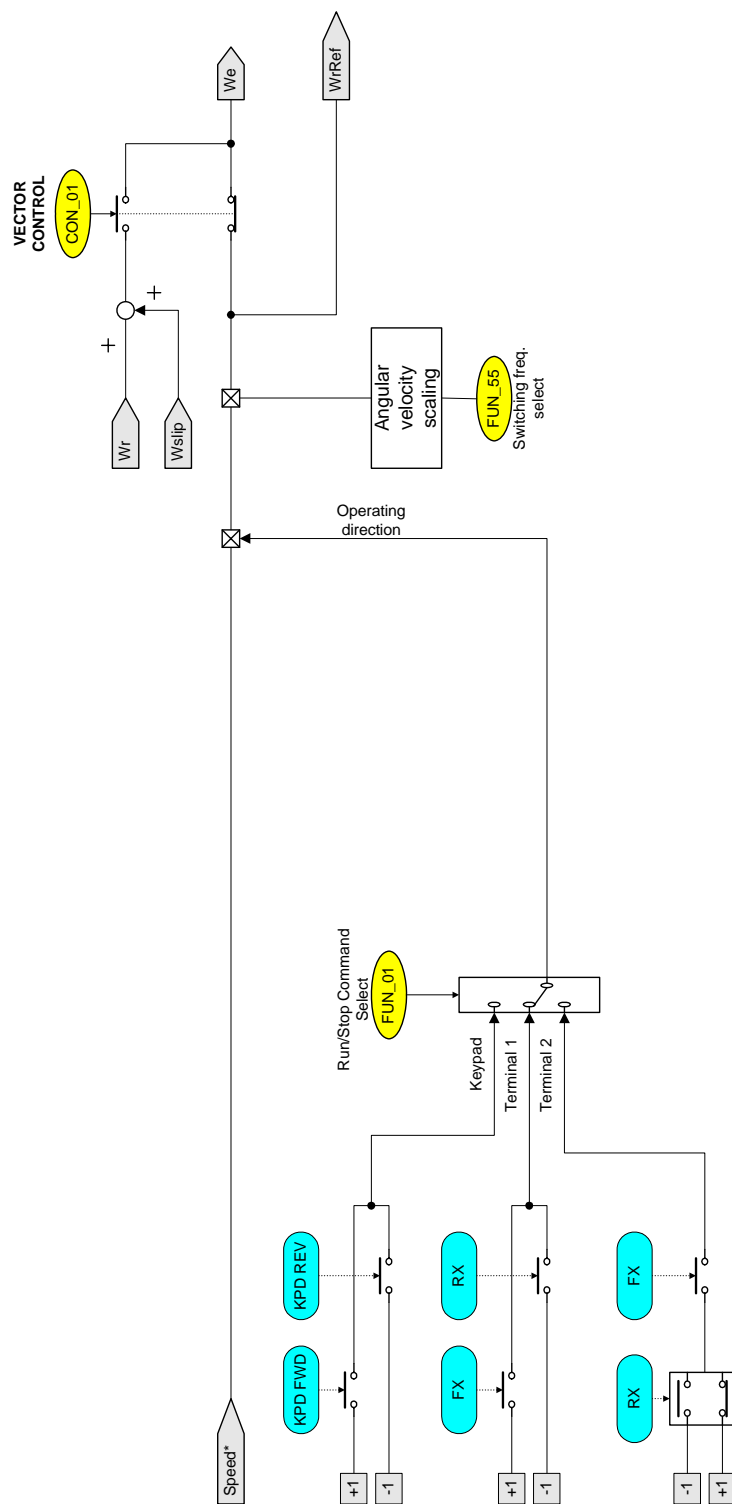 Speed*
KPD FWD
KPD REV
+1
-1
FX
RX
+1
-1
RX
FX
-1
+1
Keypad
Terminal 1
Terminal 2
Run/Stop Command
Select
FUN_01
Operating
direction
Wr
Wslip
+
+
Angular
velocity
scaling
FUN_55
Switching freq.
select
VECTOR
CONTROL
CON_01
We
WrRef